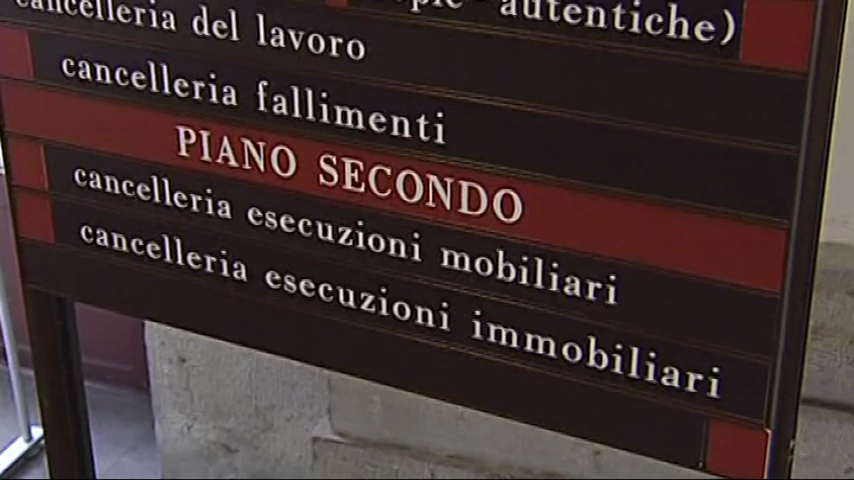 autentiche)
cancelleria del lavoro
cancelleria fallimenti
PIANO SECONDO
cancelleria esecuzioni mobiliari
cancelleria esecuzioni immobiliari